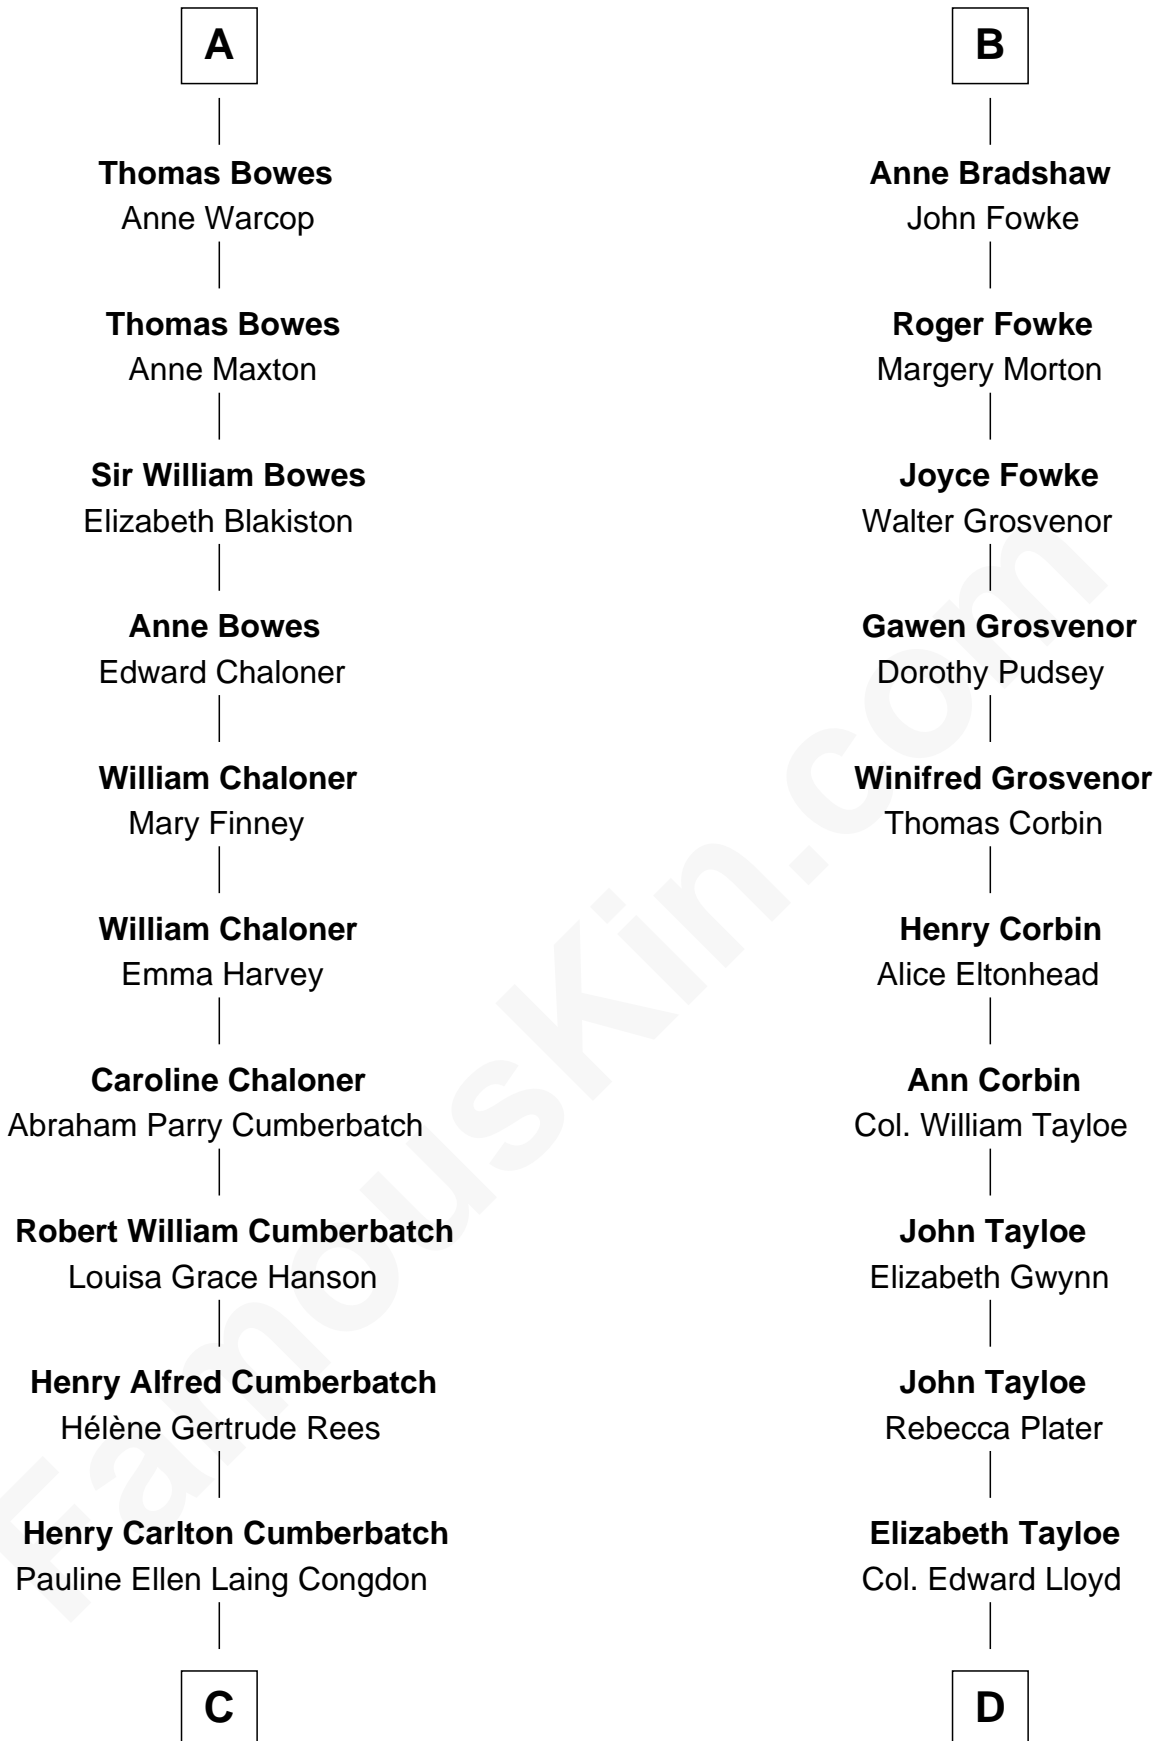 A
Thomas Bowes
Anne Warcop
Thomas Bowes
Anne Maxton
Sir William Bowes
Elizabeth Blakiston
Anne Bowes
Edward Chaloner
William Chaloner
Mary Finney
William Chaloner
Emma Harvey
Caroline Chaloner
Abraham Parry Cumberbatch
Robert William Cumberbatch
Louisa Grace Hanson
Henry Alfred Cumberbatch
Hélène Gertrude Rees
Henry Carlton Cumberbatch
Pauline Ellen Laing Congdon
C
B
Anne Bradshaw
John Fowke
Roger Fowke
Margery Morton
Joyce Fowke
Walter Grosvenor
Gawen Grosvenor
Dorothy Pudsey
Winifred Grosvenor
Thomas Corbin
Henry Corbin
Alice Eltonhead
Ann Corbin
Col. William Tayloe
John Tayloe
Elizabeth Gwynn
John Tayloe
Rebecca Plater
Elizabeth Tayloe
Col. Edward Lloyd
D
FamousKin.com